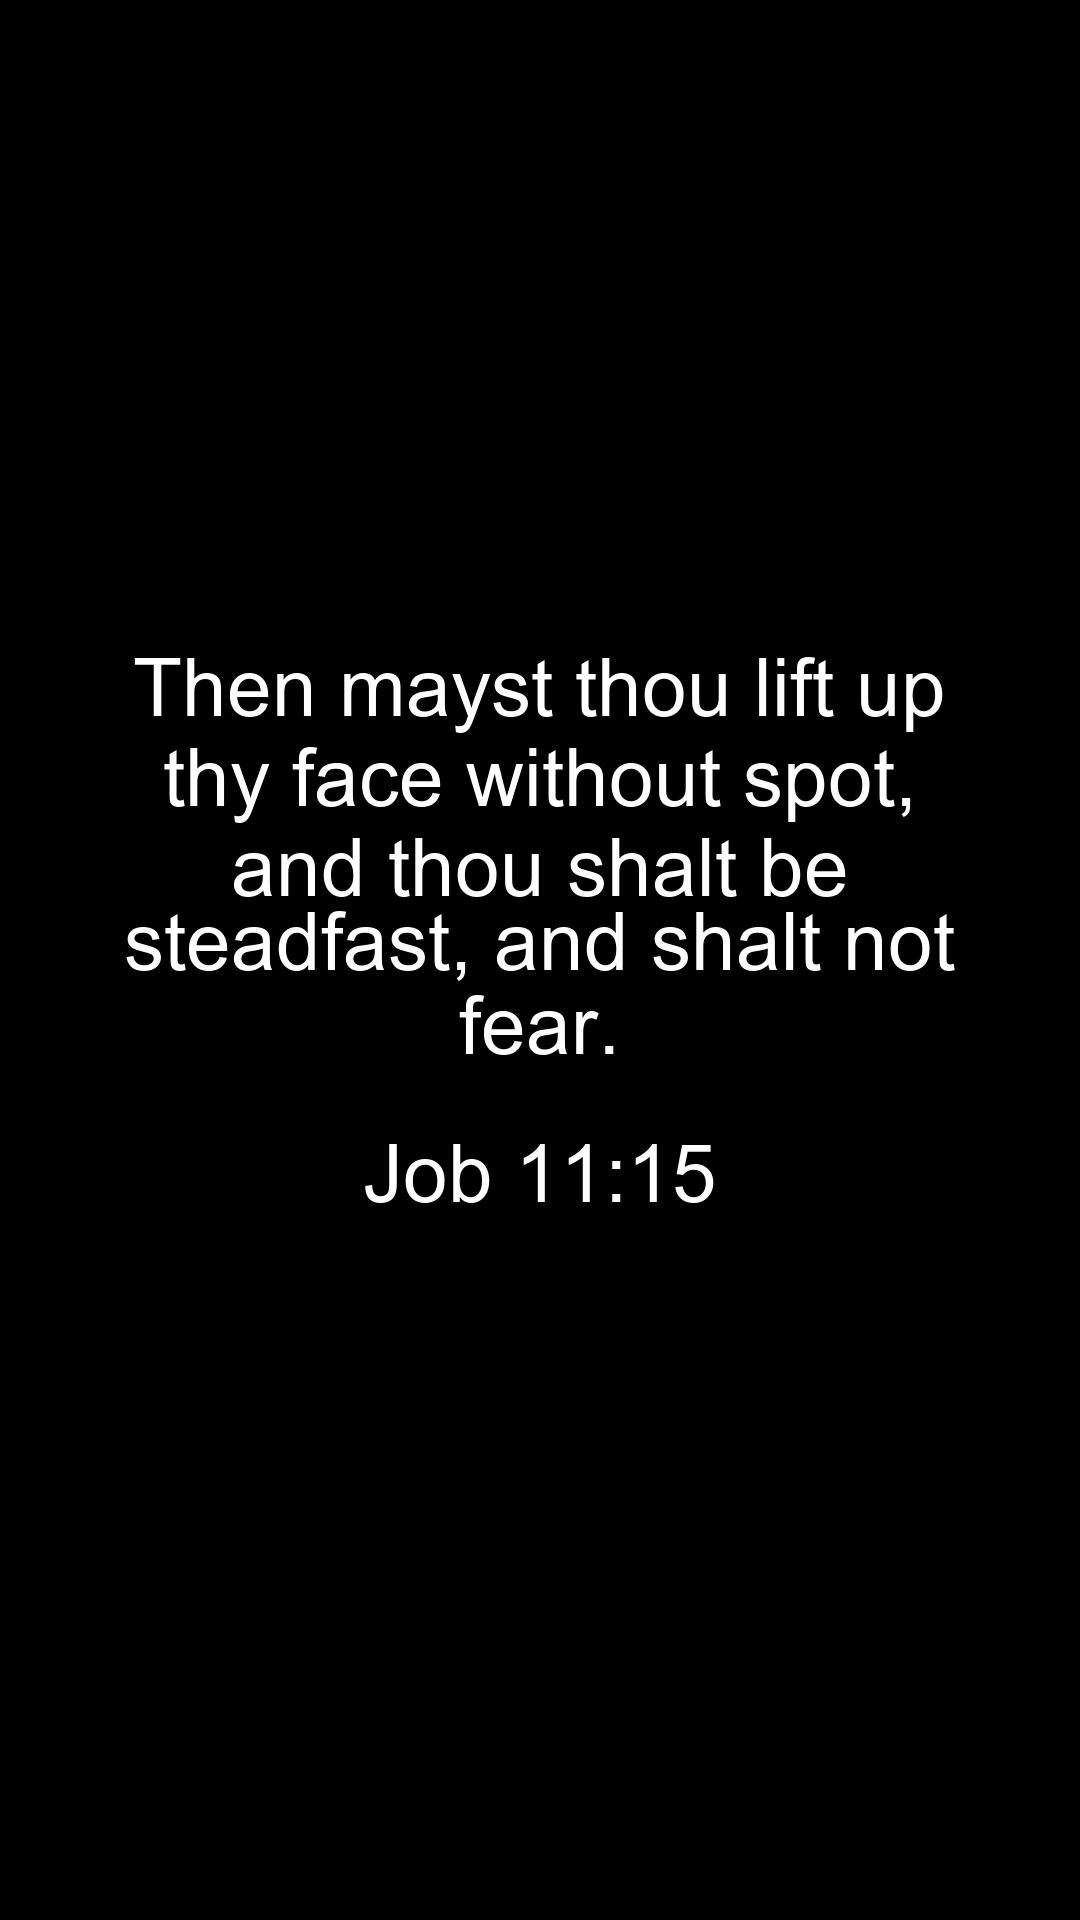 Then mayst thou lift up
thy face without spot,
and thou shalt be
steadfast, and shalt not
fear.
Job 11:15